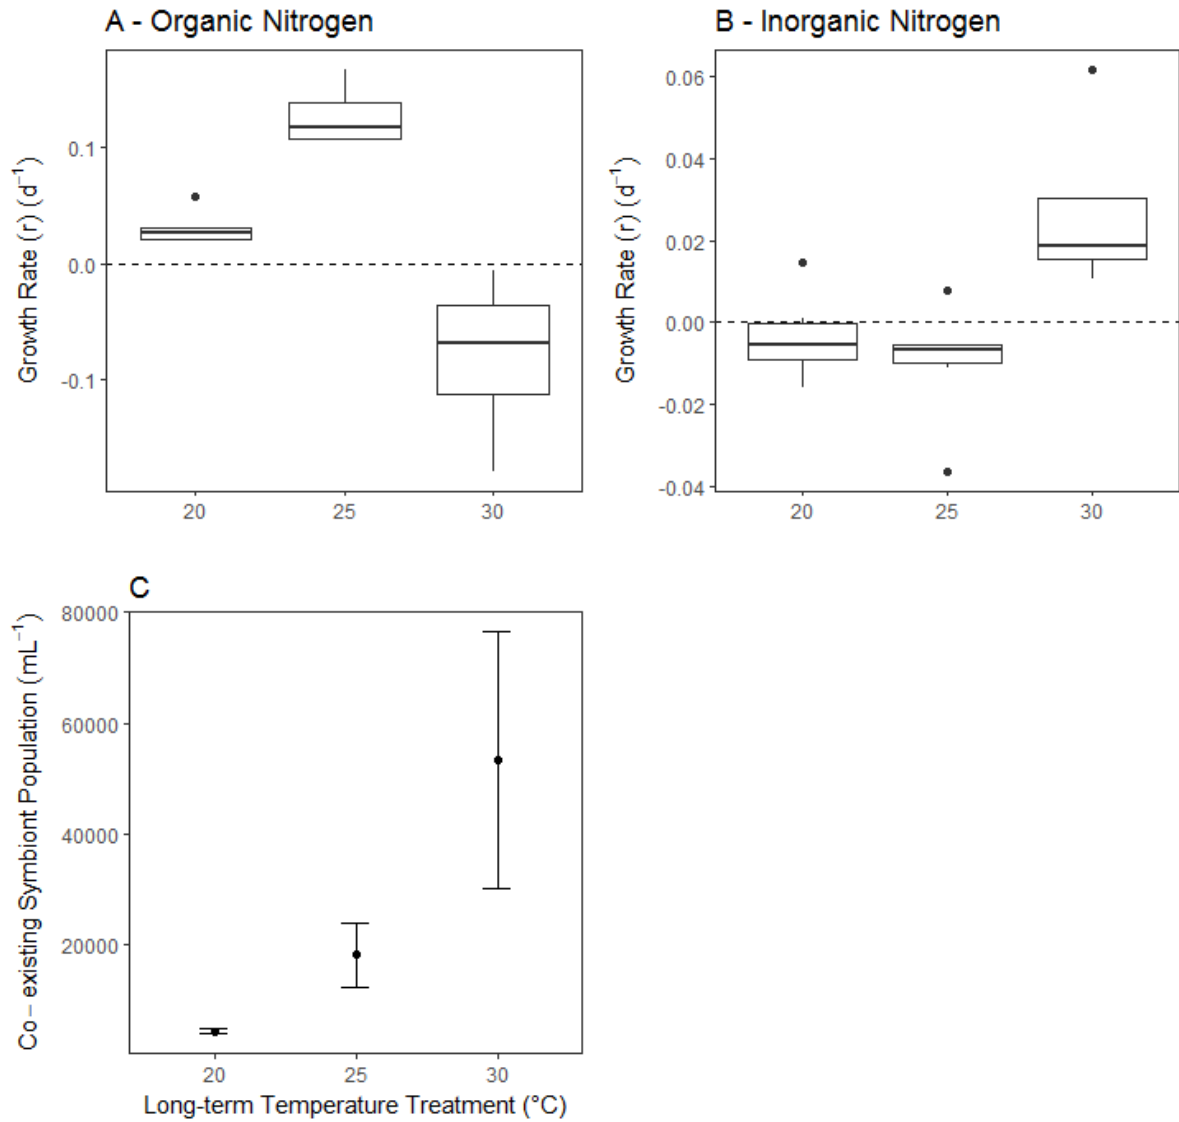 A - Organic Nitrogen
Growth Rate (r) (d⁻¹)
0.1
0.0
-0.1
20 25 30
B - Inorganic Nitrogen
Growth Rate (r) (d⁻¹)
0.06
0.04
0.02
0.00
-0.02
-0.04
20 25 30
C
Co− existing Symbiont Population (mL⁻¹)
80000
60000
40000
20000
20 25 30
Long-term Temperature Treatment (°C)